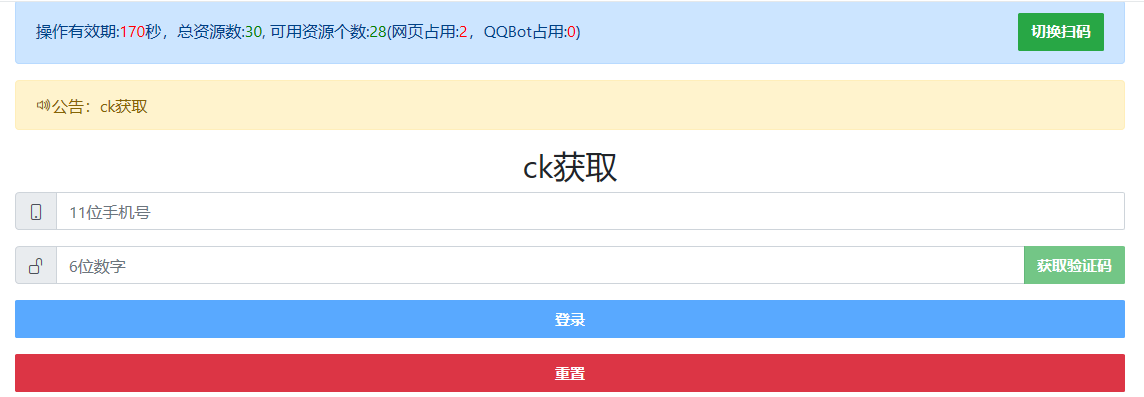 操作有效期:170秒，总资源数:30, 可用资源个数:28(网页占用:2，QQBot占用:0)
切换扫码
公告：ck获取
ck获取
11位手机号
6位数字
获取验证码
登录
重置